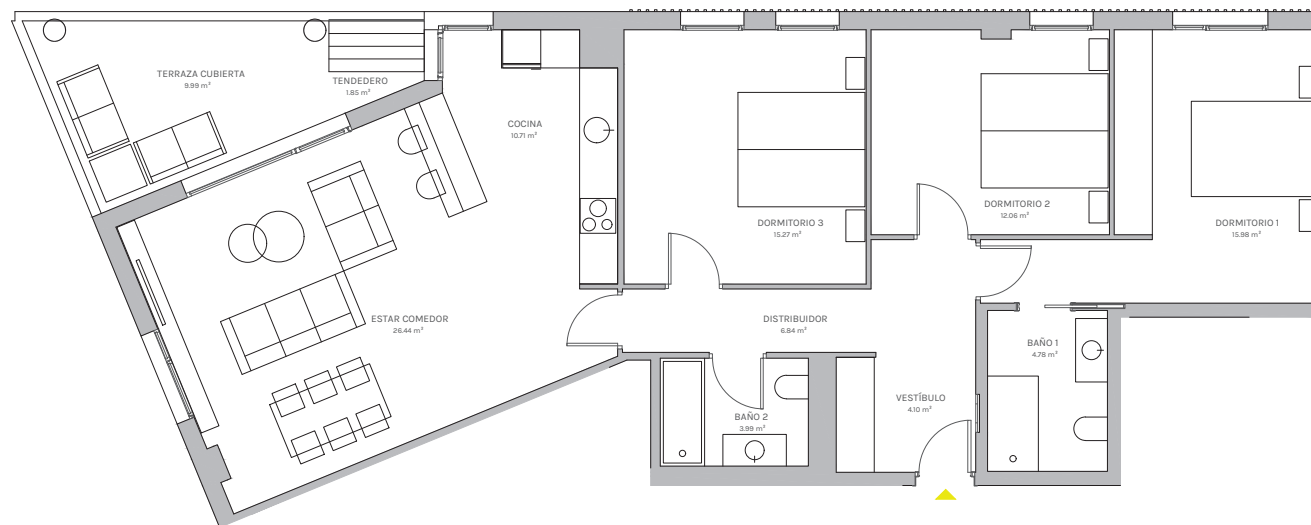 TERRAZA CUBIERTA
9.99 m²
TENDEDERO
1.85 m²
COCINA
10.71 m²
DORMITORIO 3
15.27 m²
DORMITORIO 2
12.06 m²
DORMITORIO 1
15.98 m²
ESTAR COMEDOR
26.44 m²
DISTRIBUIDOR
6.84 m²
BAÑO 1
4.78 m²
VESTÍBULO
4.10 m²
BAÑO 2
3.99 m²